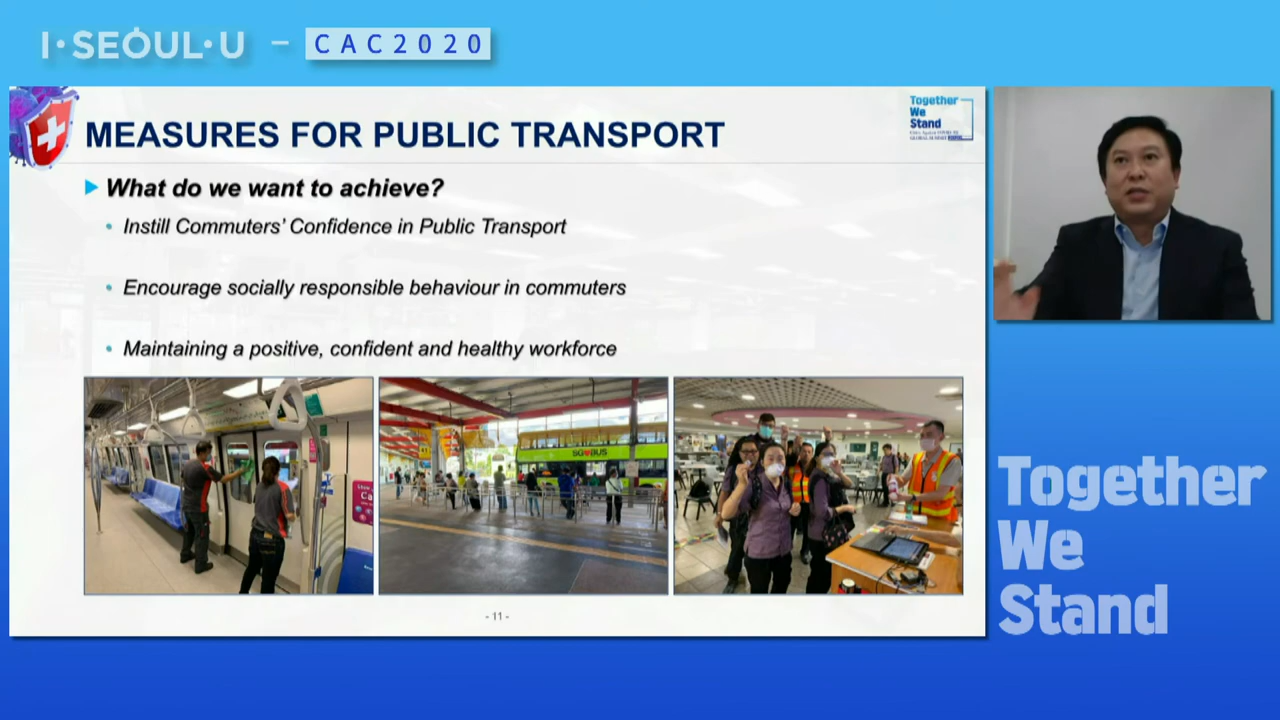 I·SEOUL·U – CAC2020
MEASURES FOR PUBLIC TRANSPORT
Together
We
Stand
What do we want to achieve?
Instill Commuters’ Confidence in Public Transport
Encourage socially responsible behaviour in commuters
Maintaining a positive, confident and healthy workforce
SG♥BUS
- 11 -
Together
We
Stand